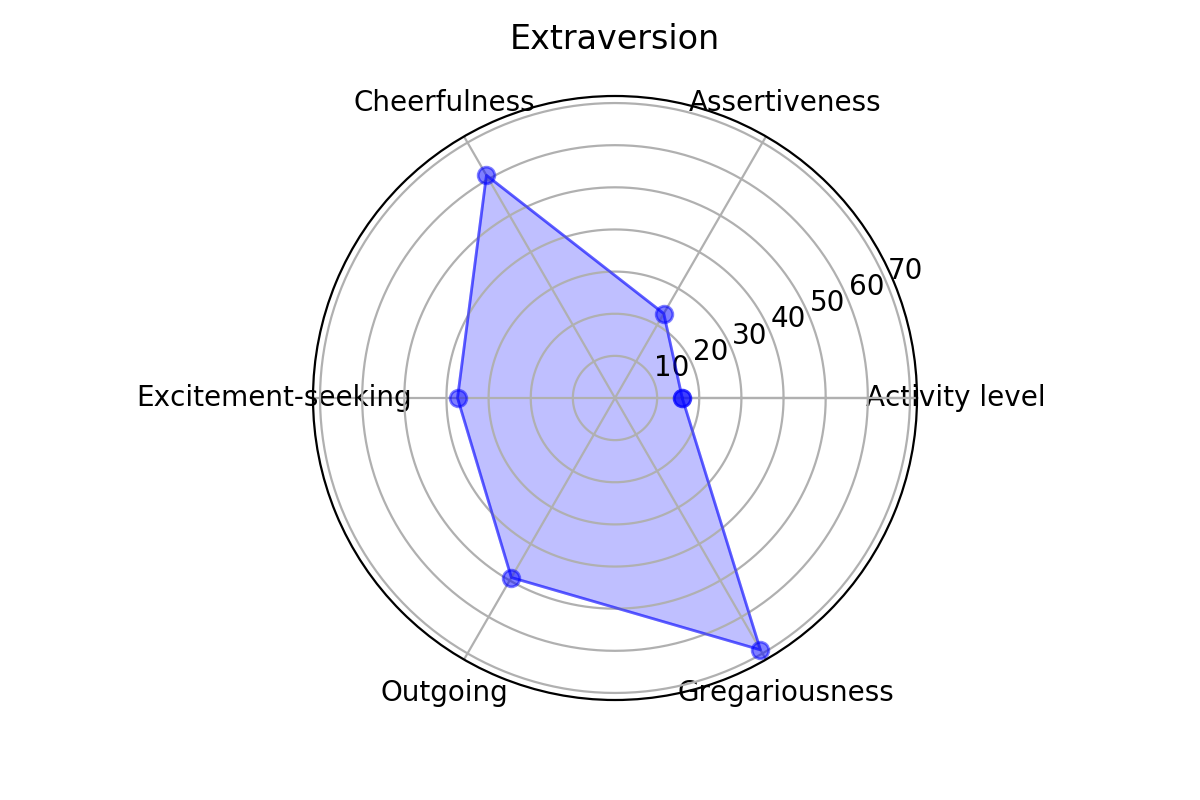 Extraversion
Cheerfulness
Assertiveness
70
60
50
40
30
20
10
Excitement-seeking
Activity level
Outgoing
Gregariousness